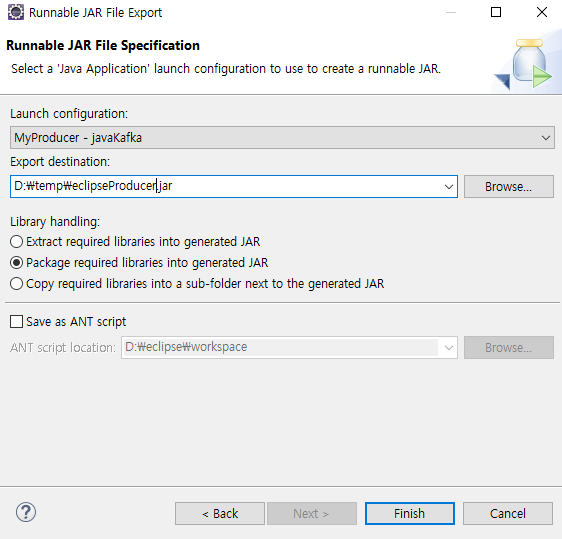 Runnable JAR File Export
Runnable JAR File Specification
Select a 'Java Application' launch configuration to use to create a runnable JAR.
Launch configuration:
MyProducer - javaKafka
Export destination:
D:₩temp₩eclipseProducer.jar
Browse...
Library handling:
Extract required libraries into generated JAR
Package required libraries into generated JAR
Copy required libraries into a sub-folder next to the generated JAR
Save as ANT script
ANT script location:
D:₩eclipse₩workspace
Browse...
?
< Back
Next >
Finish
Cancel